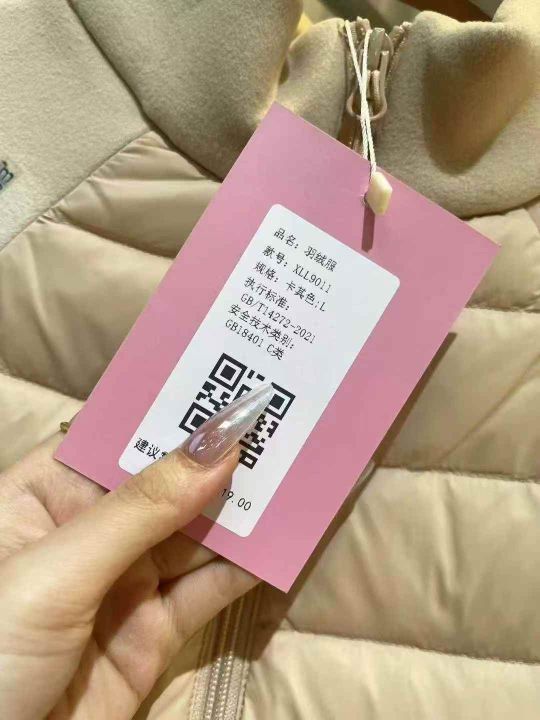 品名：羽绒服
款号：XLL9011
规格：卡其色;L
执行标准：
GB/T14272-2021
安全技术类别：
GB18401 C类
建议
19.00